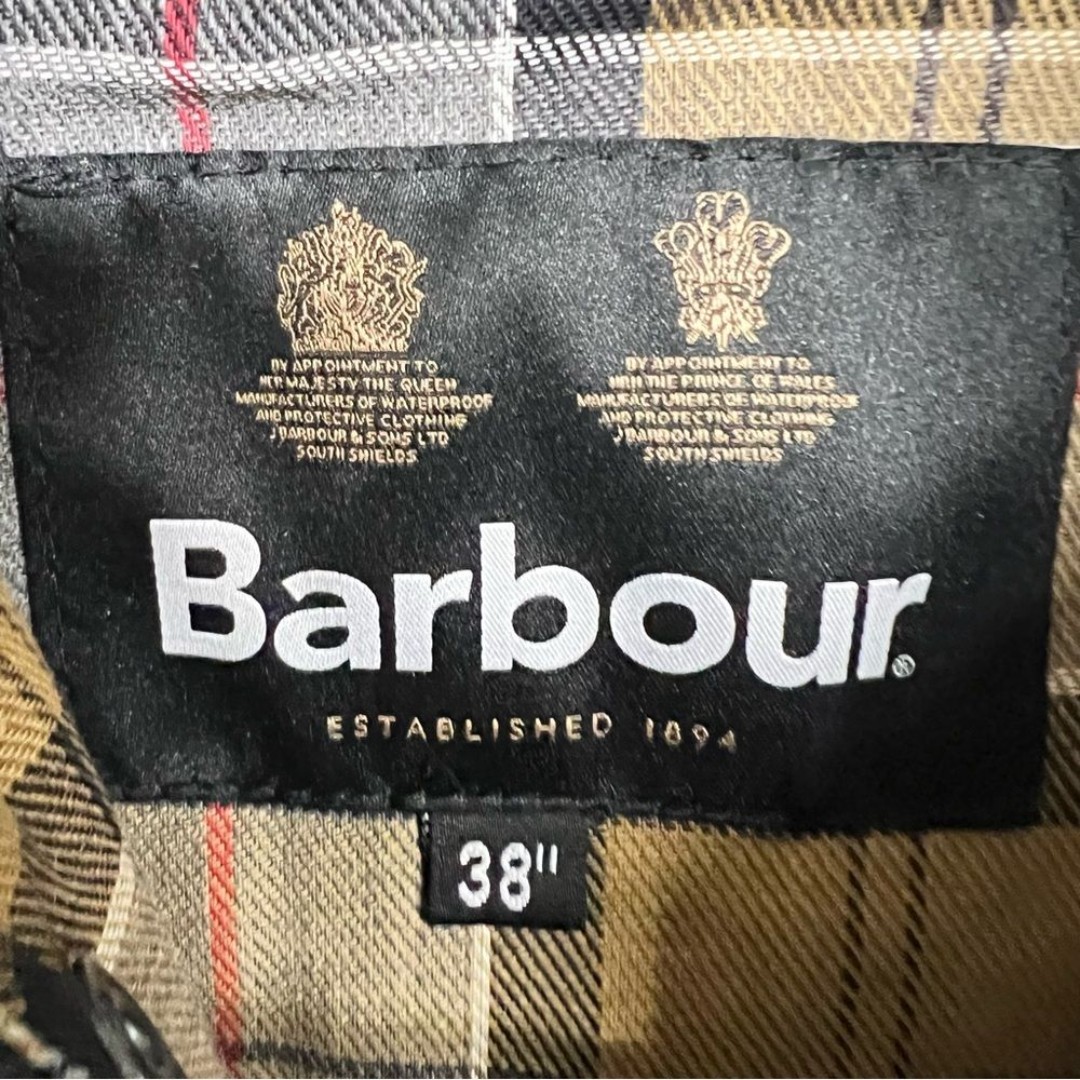 BY APPOINTMENT TO
HER MAJESTY THE QUEEN
MANUFACTURERS OF WATERPROOF
AND PROTECTIVE CLOTHING
J BARBOUR & SONS LTD
SOUTH SHIELDS
BY APPOINTMENT TO
HRH THE PRINCE OF WALES
MANUFACTURERS OF WATERPROOF
AND PROTECTIVE CLOTHING
J BARBOUR & SONS LTD
SOUTH SHIELDS
Barbour®
ESTABLISHED 1894
38"